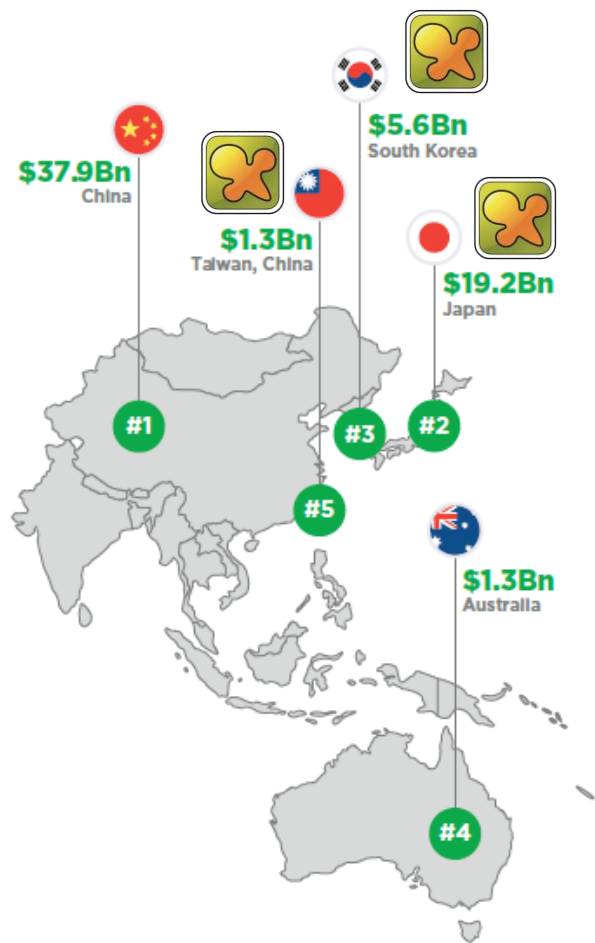 $5.6Bn
South Korea
$37.9Bn
China
$1.3Bn
Taiwan, China
$19.2Bn
Japan
#1
#3
#2
#5
$1.3Bn
Australia
#4